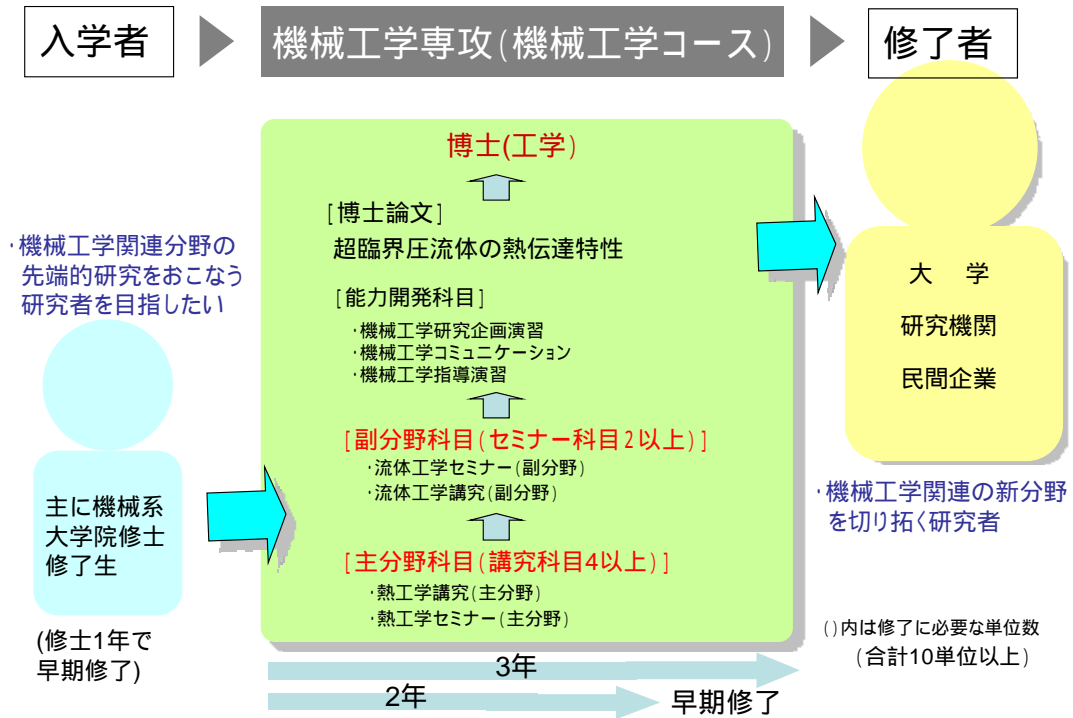 入学者
機械工学専攻(機械工学コース)
修了者
博士(工学)
[博士論文]
超臨界圧流体の熱伝達特性
[能力開発科目]
・機械工学研究企画演習
・機械工学コミュニケーション
・機械工学指導演習
[副分野科目(セミナー科目2以上)]
・流体工学セミナー(副分野)
・流体工学講究(副分野)
[主分野科目(講究科目4以上)]
・熱工学講究(主分野)
・熱工学セミナー(主分野)
・機械工学関連分野の
先端的研究をおこなう
研究者を目指したい
主に機械系
大学院修士
修了生
(修士1年で
早期修了)
大 学
研究機関
民間企業
・機械工学関連の新分野
を切り拓く研究者
()内は修了に必要な単位数
(合計10単位以上)
3年
2年
早期修了